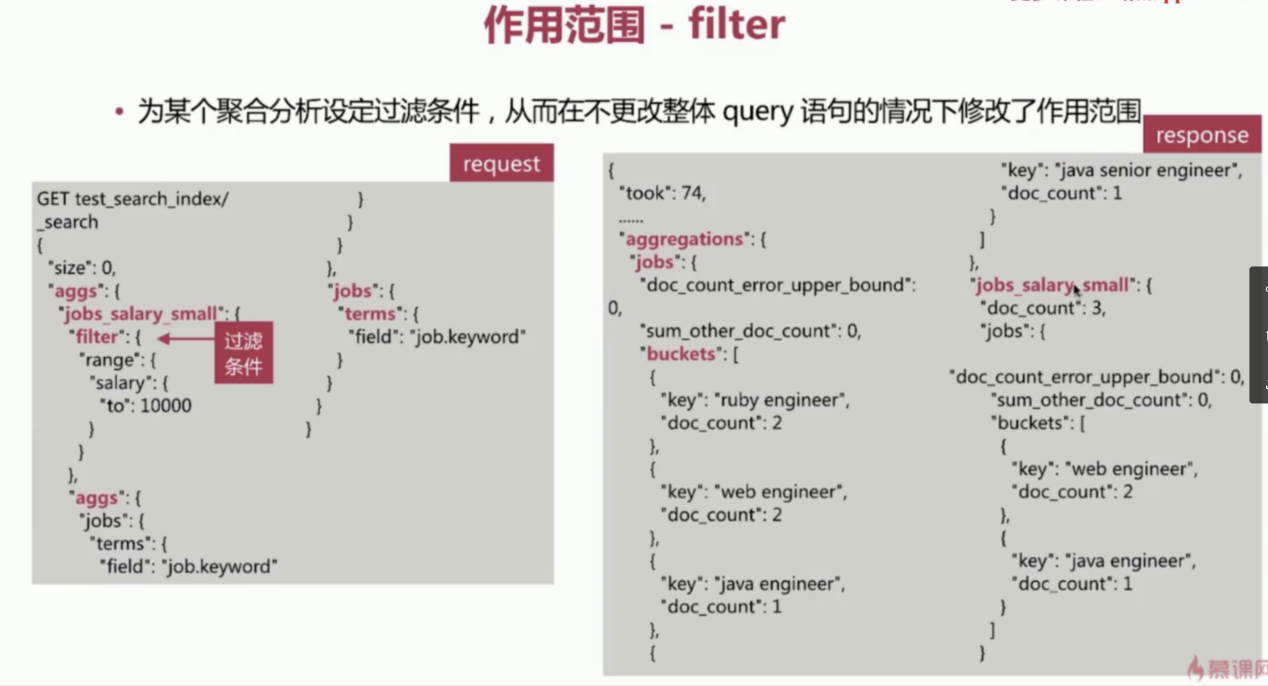 作用范围 - filter
• 为某个聚合分析设定过滤条件，从而在不更改整体 query 语句的情况下修改了作用范围
request
GET test_search_index/
_search
{
"size": 0,
"aggs": {
"jobs_salary_small": {
"filter": {
"range": {
"salary": {
"to": 10000
}
}
},
"aggs": {
"jobs": {
"terms": {
"field": "job.keyword"
过滤
条件
}
}
}
},
"jobs": {
"terms": {
"field": "job.keyword"
}
}
}
}
response
{
"took": 74,
......
"aggregations": {
"jobs": {
"doc_count_error_upper_bound":
0,
"sum_other_doc_count": 0,
"buckets": [
{
"key": "ruby engineer",
"doc_count": 2
},
{
"key": "web engineer",
"doc_count": 2
},
{
"key": "java engineer",
"doc_count": 1
},
{
"key": "java senior engineer",
"doc_count": 1
}
]
},
"jobs_salary_small": {
"doc_count": 3,
"jobs": {
"doc_count_error_upper_bound": 0,
"sum_other_doc_count": 0,
"buckets": [
{
"key": "web engineer",
"doc_count": 2
},
{
"key": "java engineer",
"doc_count": 1
}
]
}
慕课网